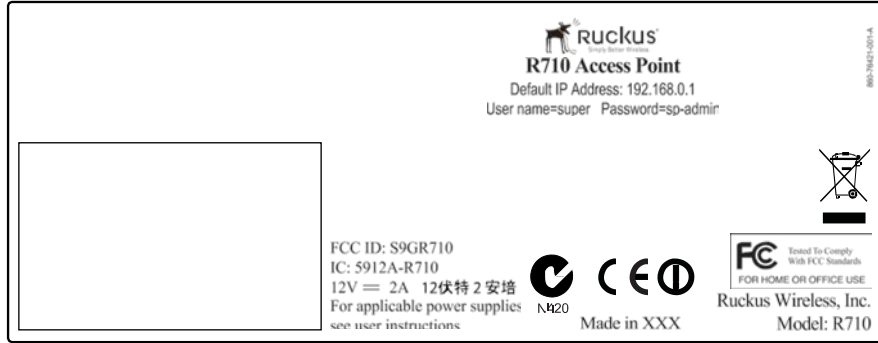 Ruckus
Simply Better Wireless
R710 Access Point
Default IP Address: 192.168.0.1
User name=super Password=sp-admin
860-76421-001-A
FCC ID: S9GR710
IC: 5912A-R710
12V ⎓ 2A 12伏特 2 安培
For applicable power supplies
see user instructions
N420
Made in XXX
CE
FC
Tested To Comply
With FCC Standards
FOR HOME OR OFFICE USE
Ruckus Wireless, Inc.
Model: R710